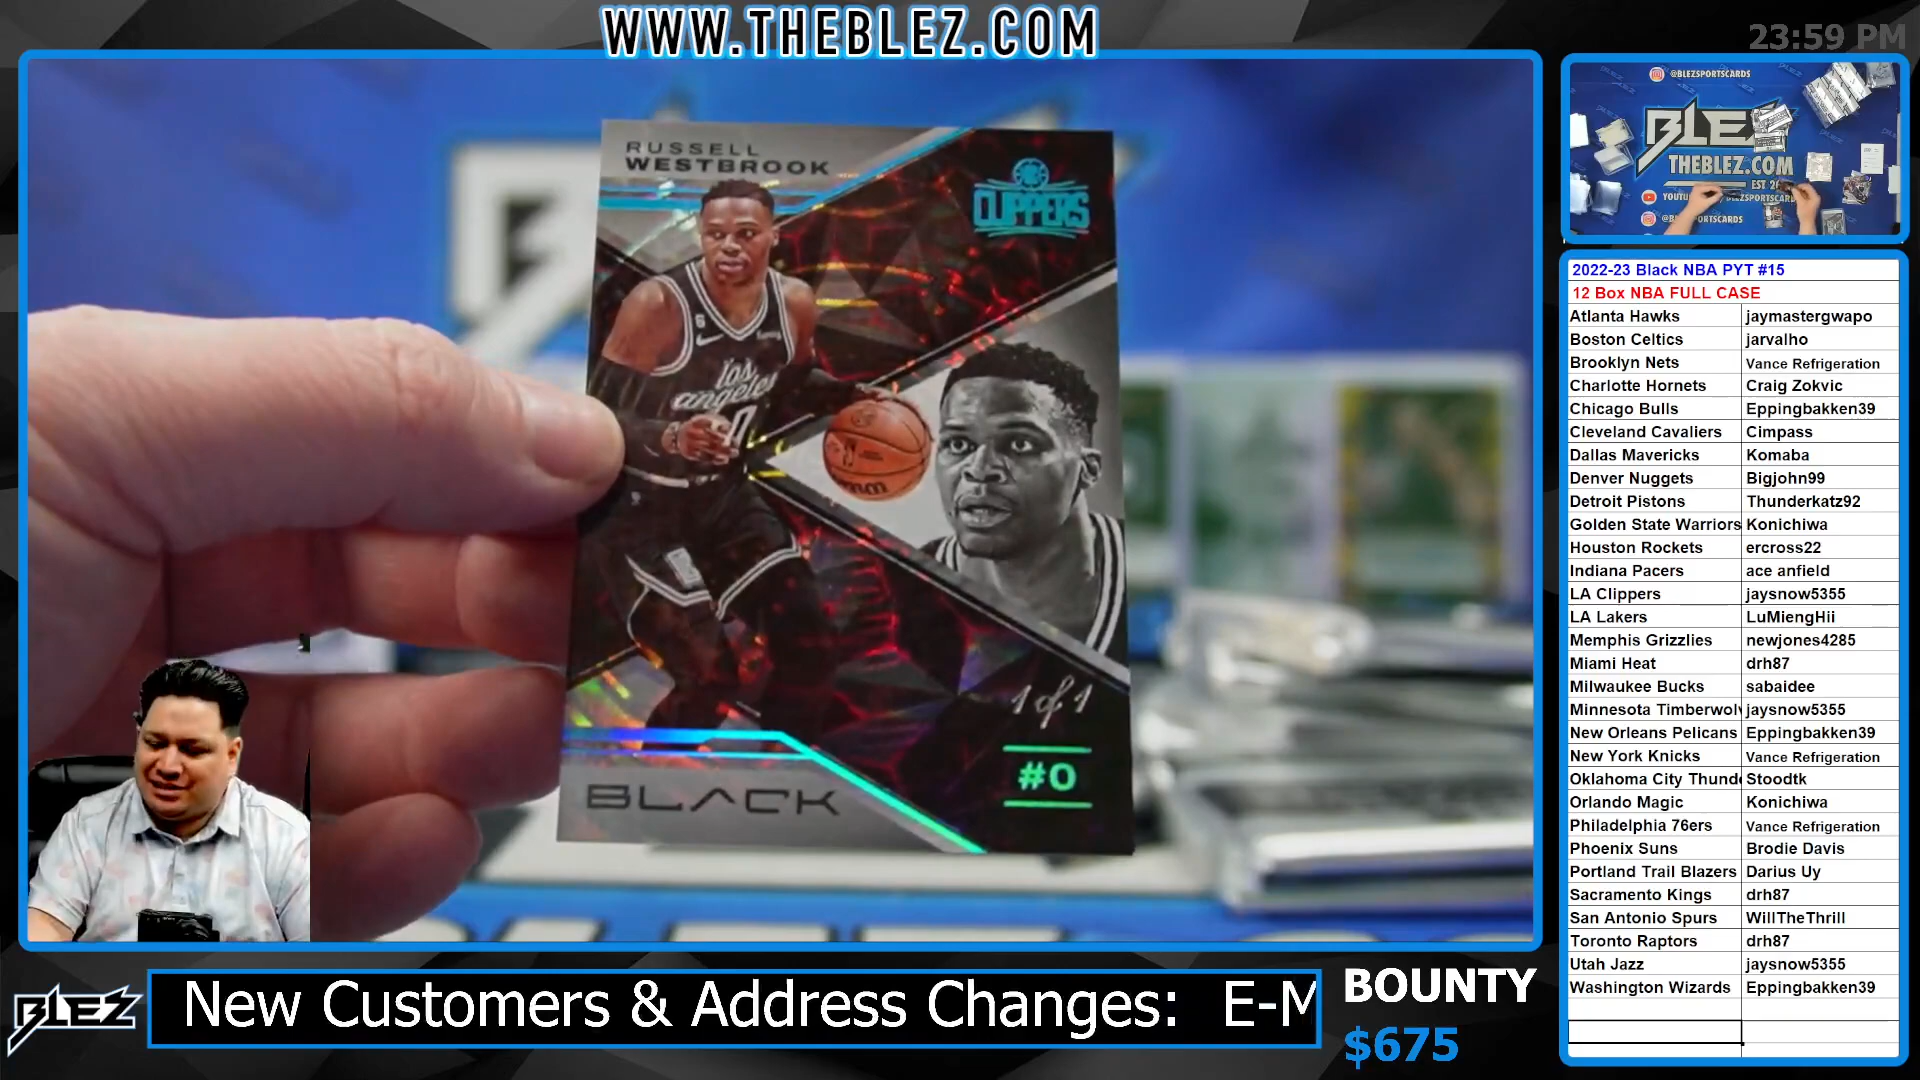 WWW.THEBLEZ.COM
23:59 PM
RUSSELL
WESTBROOK
CLIPPERS
6
los
angeles
0
1 of 1
#0
BLACK
@BLEZSPORTSCARDS
BLEZ
THEBLEZ.COM
2022-23 Black NBA PYT #15
12 Box NBA FULL CASE
Atlanta Hawks jaymastergwapo
Boston Celtics jarvalho
Brooklyn Nets Vance Refrigeration
Charlotte Hornets Craig Zokvic
Chicago Bulls Eppingbakken39
Cleveland Cavaliers Cimpass
Dallas Mavericks Komaba
Denver Nuggets Bigjohn99
Detroit Pistons Thunderkatz92
Golden State Warriors Konichiwa
Houston Rockets ercross22
Indiana Pacers ace anfield
LA Clippers jaysnow5355
LA Lakers LuMiengHii
Memphis Grizzlies newjones4285
Miami Heat drh87
Milwaukee Bucks sabaidee
Minnesota Timberwolv jaysnow5355
New Orleans Pelicans Eppingbakken39
New York Knicks Vance Refrigeration
Oklahoma City Thund Stoodtk
Orlando Magic Konichiwa
Philadelphia 76ers Vance Refrigeration
Phoenix Suns Brodie Davis
Portland Trail Blazers Darius Uy
Sacramento Kings drh87
San Antonio Spurs WillTheThrill
Toronto Raptors drh87
Utah Jazz jaysnow5355
Washington Wizards Eppingbakken39
BLEZ
New Customers & Address Changes: E-M
BOUNTY
$675